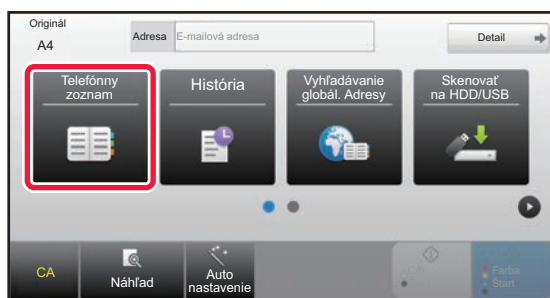 Originál
A4
Adresa
E-mailová adresa
Detail
Telefónny
zoznam
História
Vyhľadávanie
globál. Adresy
Skenovať
na HDD/USB
CA
Náhľad
Auto
nastavenie
Farba
Štart